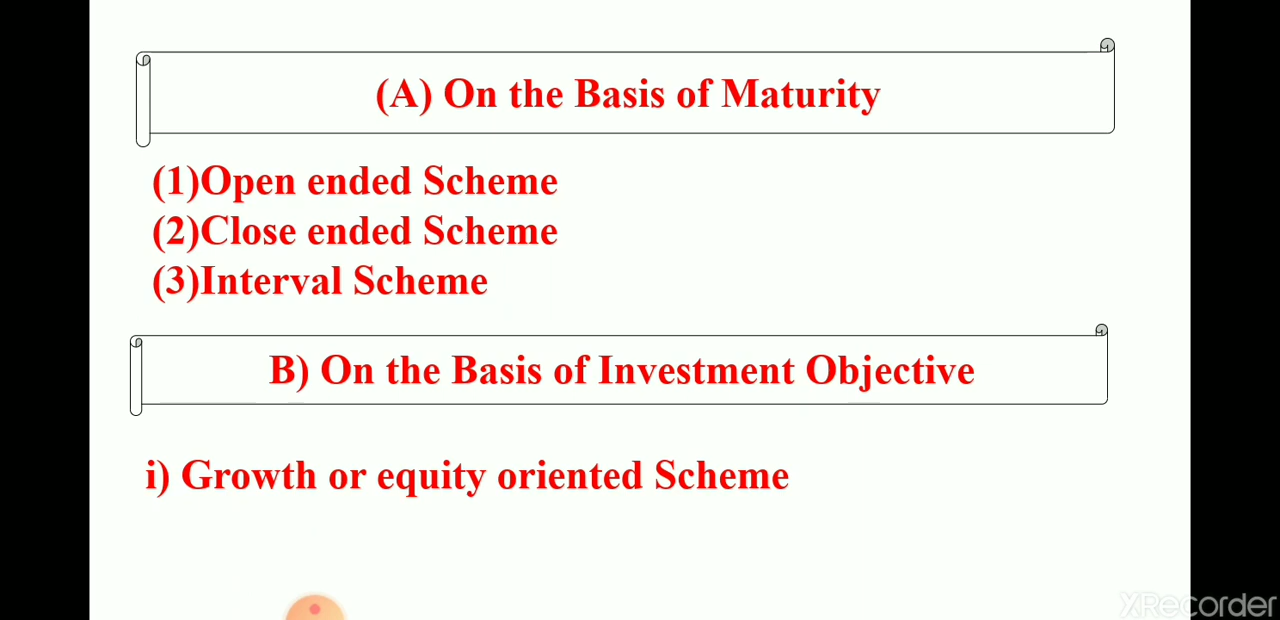 (A) On the Basis of Maturity
(1)Open ended Scheme
(2)Close ended Scheme
(3)Interval Scheme
B) On the Basis of Investment Objective
i) Growth or equity oriented Scheme
XRecorder